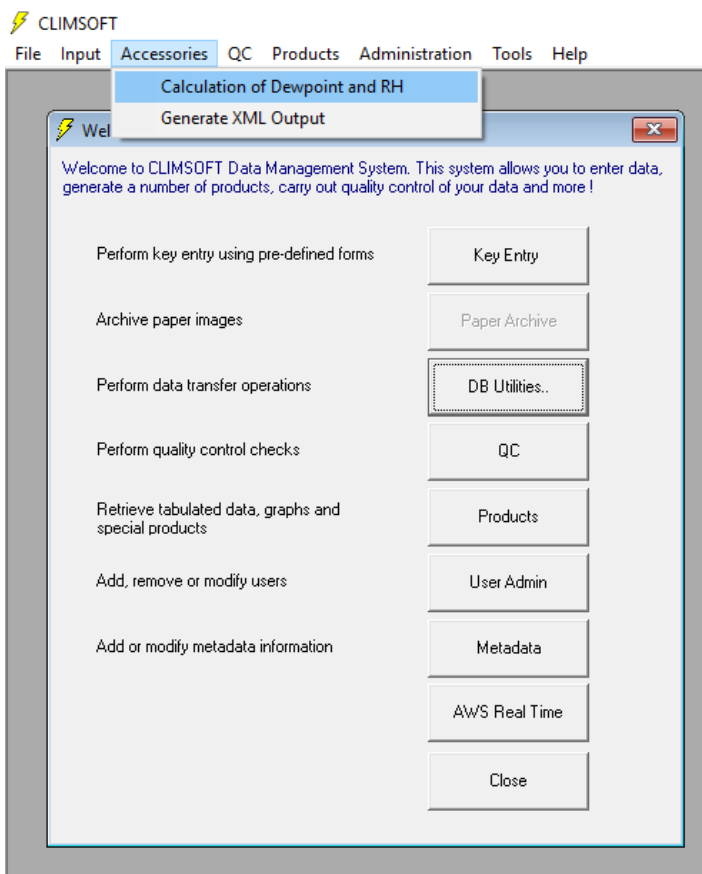 CLIMSOFT
File Input Accessories QC Products Administration Tools Help
Calculation of Dewpoint and RH
Generate XML Output
Wel
Welcome to CLIMSOFT Data Management System. This system allows you to enter data,
generate a number of products, carry out quality control of your data and more !
Perform key entry using pre-defined forms Key Entry
Archive paper images Paper Archive
Perform data transfer operations DB Utilities..
Perform quality control checks QC
Retrieve tabulated data, graphs and
special products Products
Add, remove or modify users User Admin
Add or modify metadata information Metadata
AWS Real Time
Close